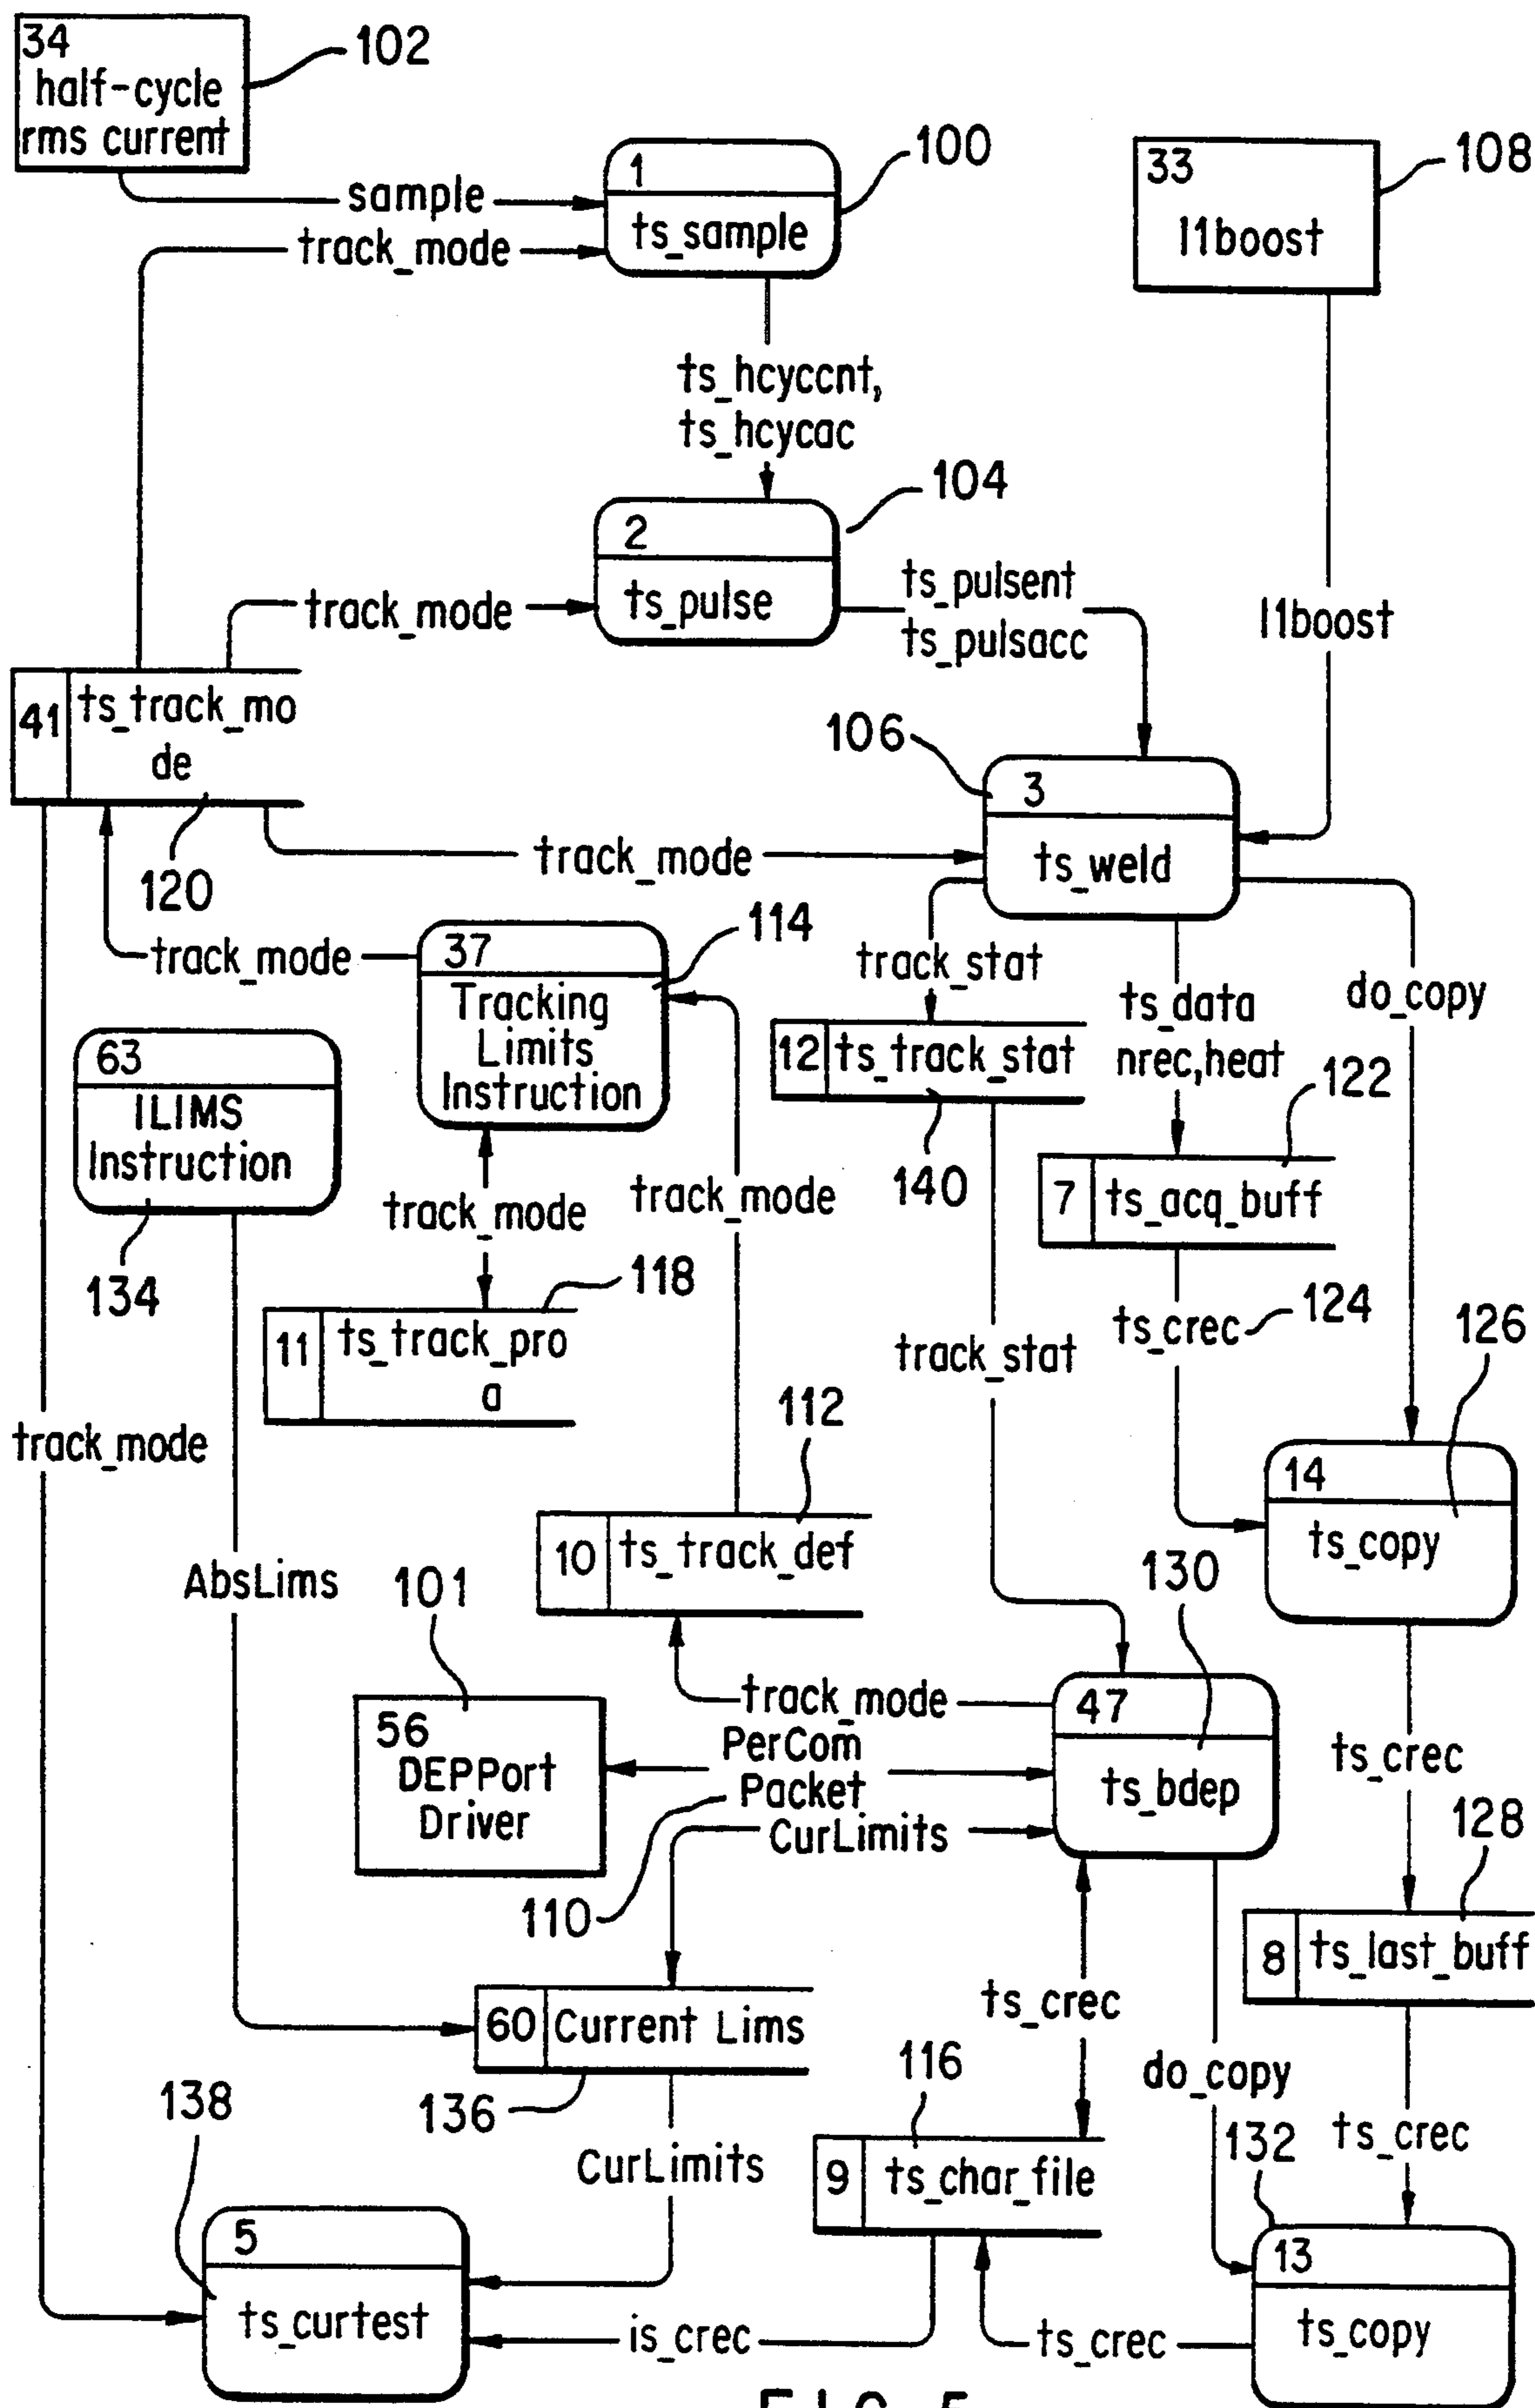 34
half-cycle
rms current
102
sample
track_mode
1
ts_sample
100
33
l1boost
108
ts_hcyccnt,
ts_hcycac
104
2
ts_pulse
track_mode
ts_pulsent
ts_pulsacc
l1boost
41
ts_track_mo
de
120
106
3
ts_weld
track_mode
track_mode
37
Tracking
Limits
Instruction
114
track_stat
ts_data
nrec,heat
do_copy
63
ILIMS
Instruction
134
12
ts_track_stat
140
122
7
ts_acq_buff
track_mode
track_mode
118
11
ts_track_pro
a
ts_crec
124
126
track_stat
track_mode
112
10
ts_track_def
14
ts_copy
AbsLims
101
130
56
DEPPort
Driver
track_mode
PerCom
Packet
CurLimits
110
47
ts_bdep
ts_crec
128
8
ts_last_buff
60
Current Lims
136
ts_crec
do_copy
116
9
ts_char_file
138
CurLimits
132
ts_crec
5
ts_curtest
is_crec
ts_crec
13
ts_copy
FIG. 5